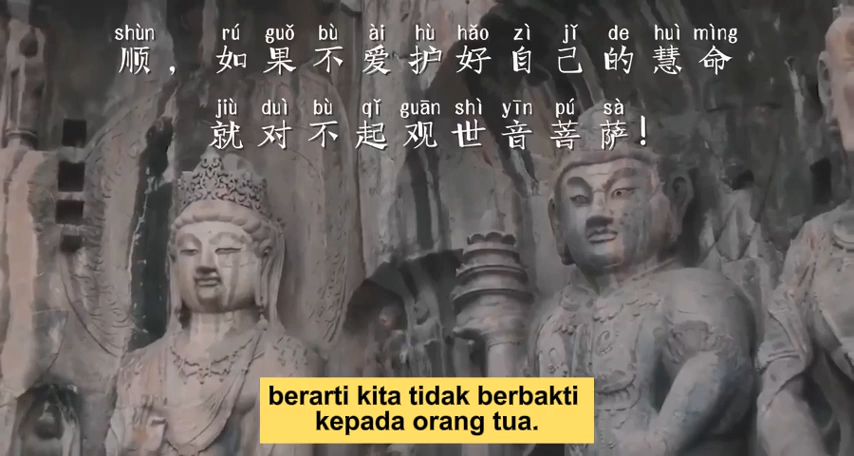 shùn rú guǒ bù ài hù hǎo zì jǐ de huì mìng
顺，如果不爱护好自己的慧命
jiù duì bù qǐ guān shì yīn pú sà
就对不起观世音菩萨！
berarti kita tidak berbakti
kepada orang tua.